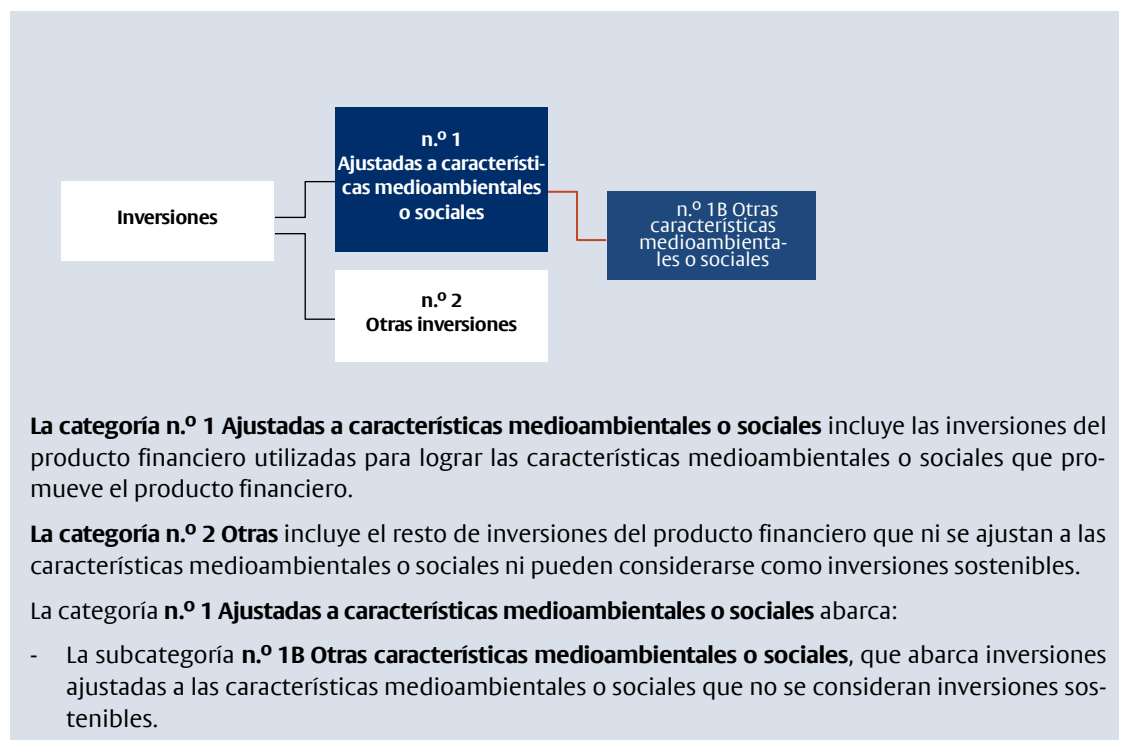 n.º 1
Ajustadas a característi-
cas medioambientales
o sociales
Inversiones
n.º 1B Otras
características
medioambienta-
les o sociales
n.º 2
Otras inversiones
La categoría n.º 1 Ajustadas a características medioambientales o sociales incluye las inversiones del
producto financiero utilizadas para lograr las características medioambientales o sociales que pro-
mueve el producto financiero.
La categoría n.º 2 Otras incluye el resto de inversiones del producto financiero que ni se ajustan a las
características medioambientales o sociales ni pueden considerarse como inversiones sostenibles.
La categoría n.º 1 Ajustadas a características medioambientales o sociales abarca:
- La subcategoría n.º 1B Otras características medioambientales o sociales, que abarca inversiones
ajustadas a las características medioambientales o sociales que no se consideran inversiones sos-
tenibles.